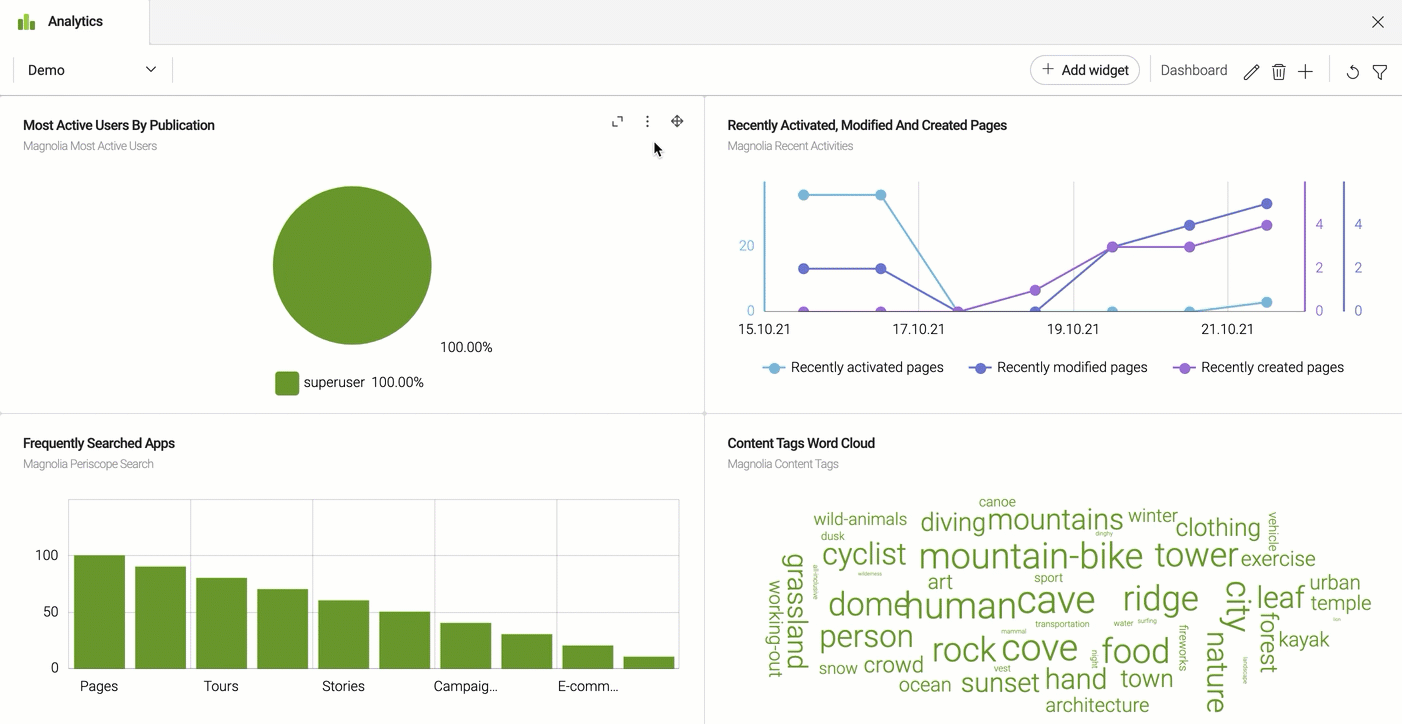 Analytics
Demo
Add widget
Dashboard
Most Active Users By Publication
Magnolia Most Active Users
100.00%
superuser 100.00%
Recently Activated, Modified And Created Pages
Magnolia Recent Activities
20
0
4
2
0
4
2
0
15.10.21 17.10.21 19.10.21 21.10.21
Recently activated pages Recently modified pages Recently created pages
Frequently Searched Apps
Magnolia Periscope Search
100
50
0
Pages Tours Stories Campaig... E-comm...
Content Tags Word Cloud
Magnolia Content Tags
canoe
wild-animals
diving
mountains
winter
clothing
vehicle
dusk
dinghy
cyclist
mountain-bike
tower
exercise
grassland
all-inclusive
wilderness
art
sport
working-out
dome
human
cave
ridge
city
leaf
urban
temple
lion
transportation
water
surfing
mammal
person
rock
cove
food
fireworks
forest
kayak
nature
night
landscape
snow
crowd
vest
ocean
sunset
hand
town
architecture